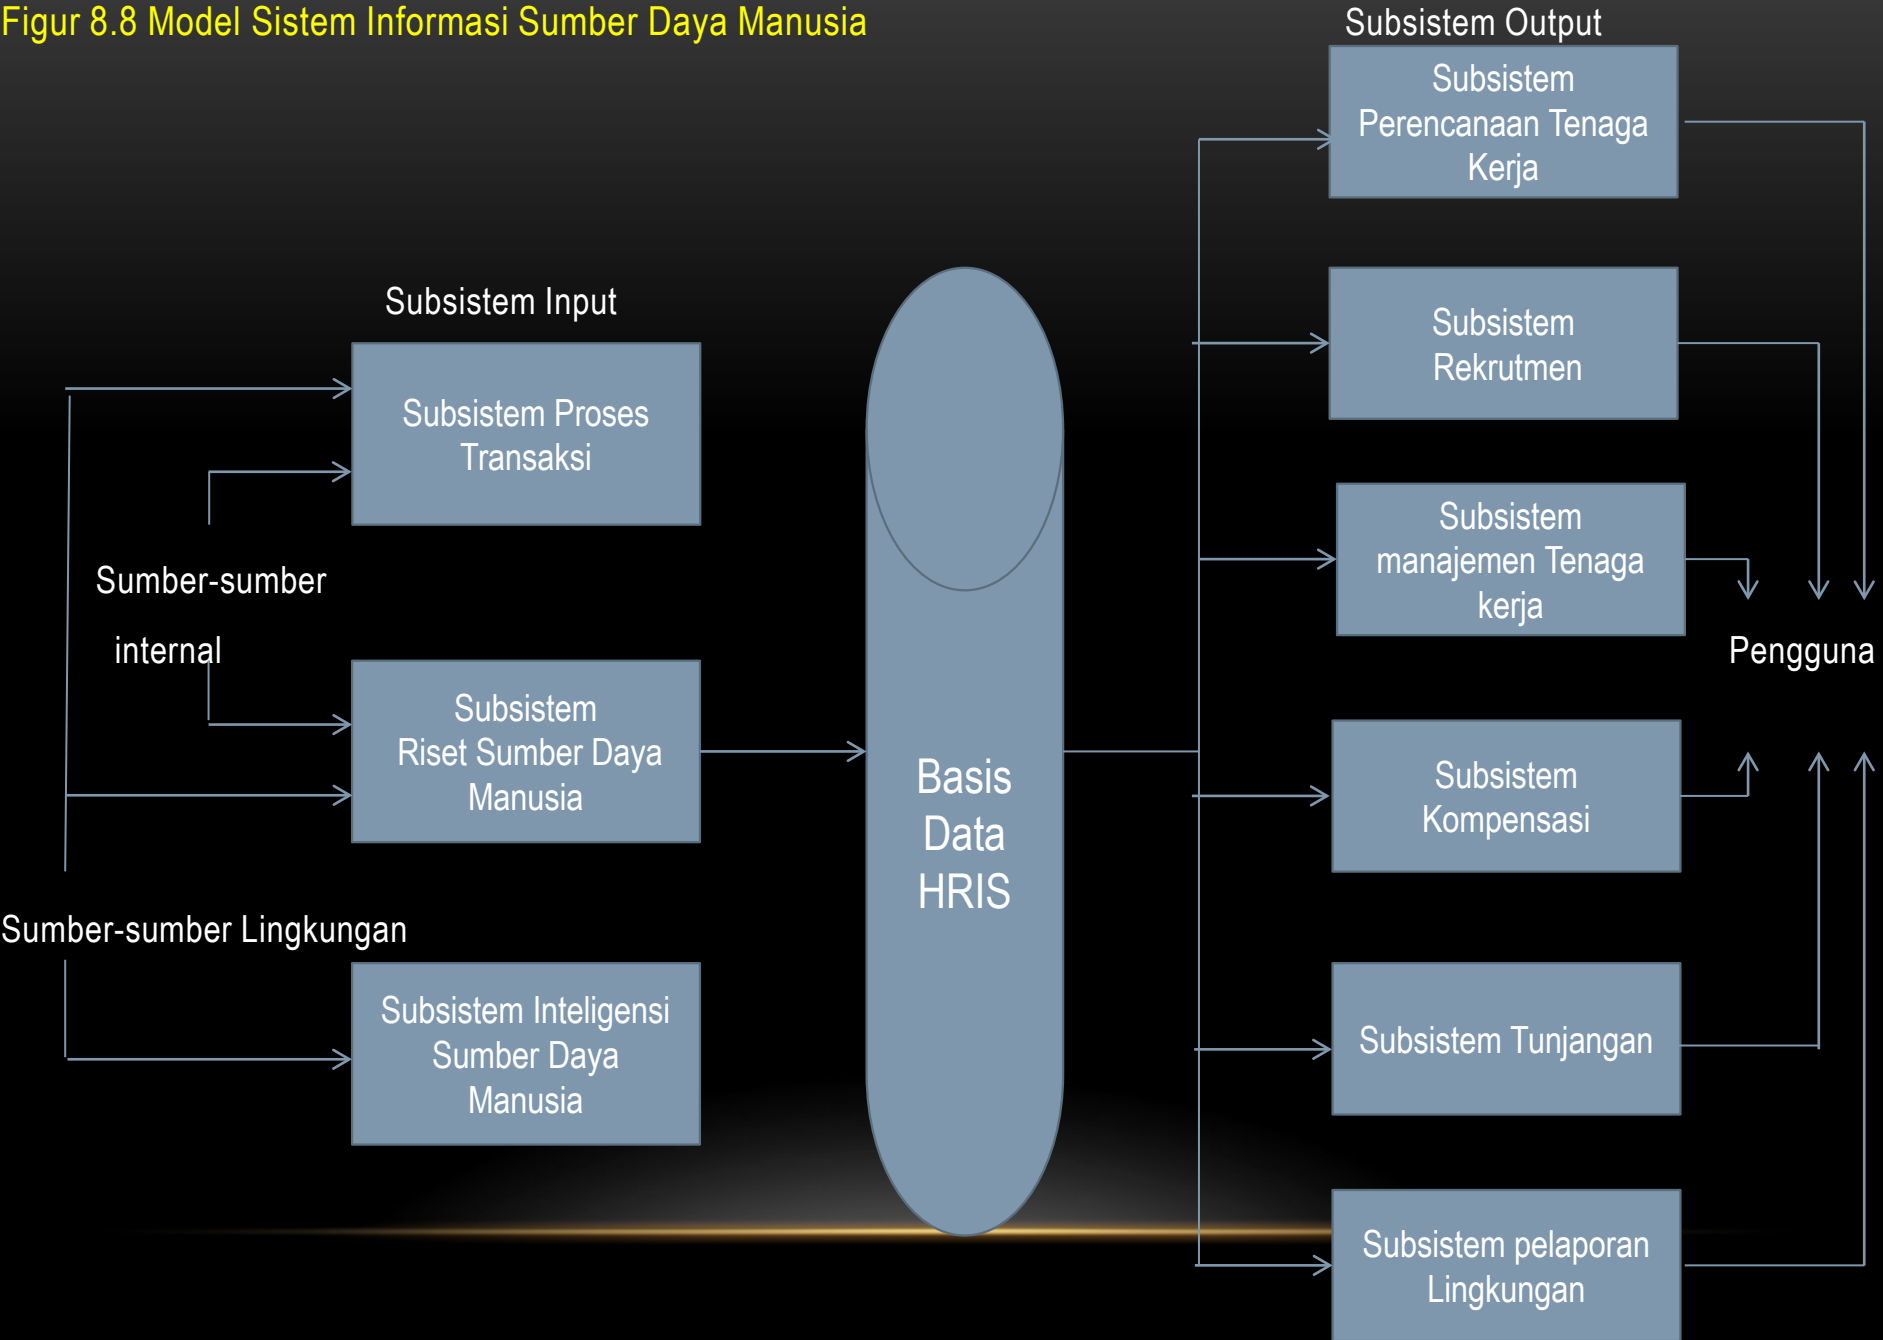 Figur 8.8 Model Sistem Informasi Sumber Daya Manusia
Subsistem Input
Subsistem Proses
Transaksi
Sumber-sumber
internal
Subsistem
Riset Sumber Daya
Manusia
Sumber-sumber Lingkungan
Subsistem Inteligensi
Sumber Daya
Manusia
Basis
Data
HRIS
Subsistem Output
Subsistem
Perencanaan Tenaga
Kerja
Subsistem
Rekrutmen
Subsistem
manajemen Tenaga
kerja
Subsistem
Kompensasi
Subsistem Tunjangan
Subsistem pelaporan
Lingkungan
Pengguna